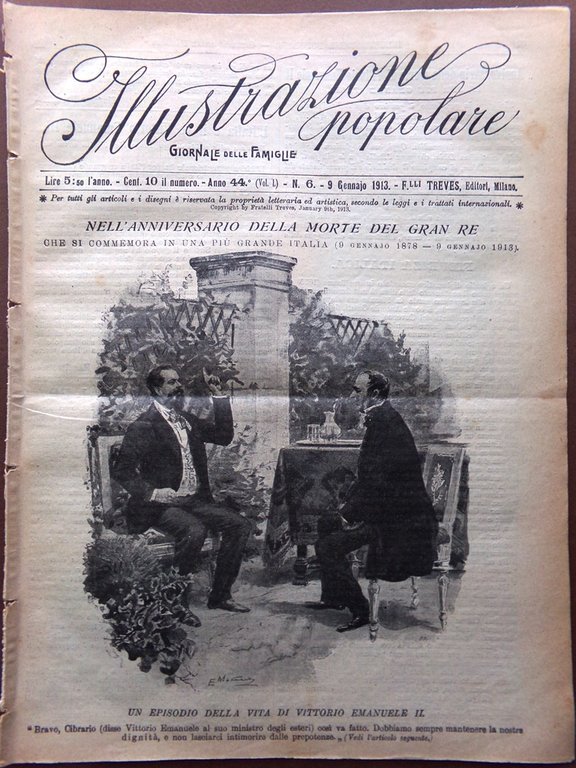 Illustrazione
popolare
GIORNALE DELLE FAMIGLIE
Lire 5:50 l'anno. - Cent. 10 il numero. - Anno 44.° (Vol. L) - N. 6. - 9 Gennajo 1913. - F.LLI TREVES, Editori, Milano.
* Per tutti gli articoli e i disegni è riservata la proprietà letteraria ed artistica, secondo le leggi e i trattati internazionali. *
Copyright by Fratelli Treves, January 9th, 1913.
NELL'ANNIVERSARIO DELLA MORTE DEL GRAN RE
CHE SI COMMEMORA IN UNA PIÙ GRANDE ITALIA (9 GENNAJO 1878 — 9 GENNAJO 1913).
UN EPISODIO DELLA VITA DI VITTORIO EMANUELE II.
"Bravo, Cibrario (disse Vittorio Emanuele al suo ministro degli esteri) così va fatto. Dobbiamo sempre mantenere la nostra
dignità, e non lasciarci intimorire dalle prepotenze." (Vedi l'articolo seguente.)